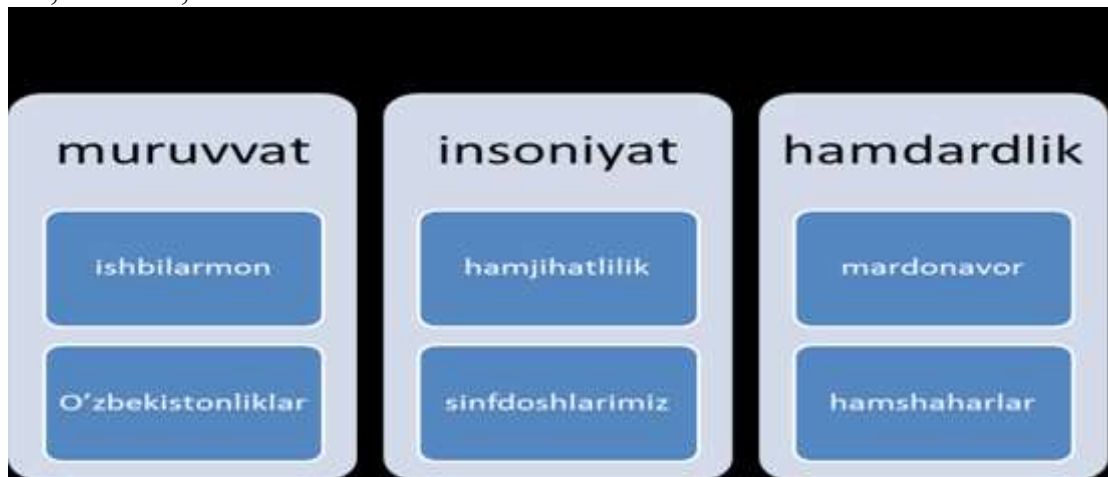 muruvvat
ishbilarmon
O'zbekistonliklar
insoniyat
hamjihatlilik
sinfdoshlarimiz
hamdardlik
mardonavor
hamshaharlar